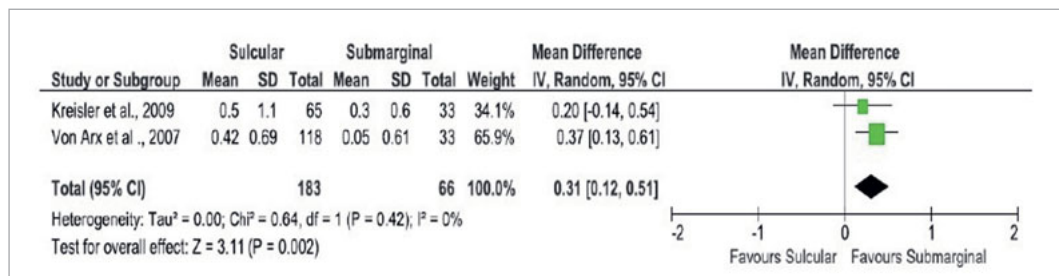 Sulcular Submarginal Mean Difference Mean Difference
Study or Subgroup Mean SD Total Mean SD Total Weight IV, Random, 95% CI IV, Random, 95% CI
Kreisler et al., 2009 0.5 1.1 65 0.3 0.6 33 34.1% 0.20 [-0.14, 0.54]
Von Arx et al ., 2007 0.42 0.69 118 0.05 0.61 33 65.9% 0.37 [0.13, 0.61]
Total (95% CI) 183 66 100.0% 0.31 [0.12, 0.51]
Heterogeneity: Tau² = 0.00; Chi² = 0.64, df = 1 (P = 0.42); I² = 0%
Test for overall effect: Z = 3.11 (P = 0.002)
-2 -1 0 1 2
Favours Sulcular Favours Submarginal